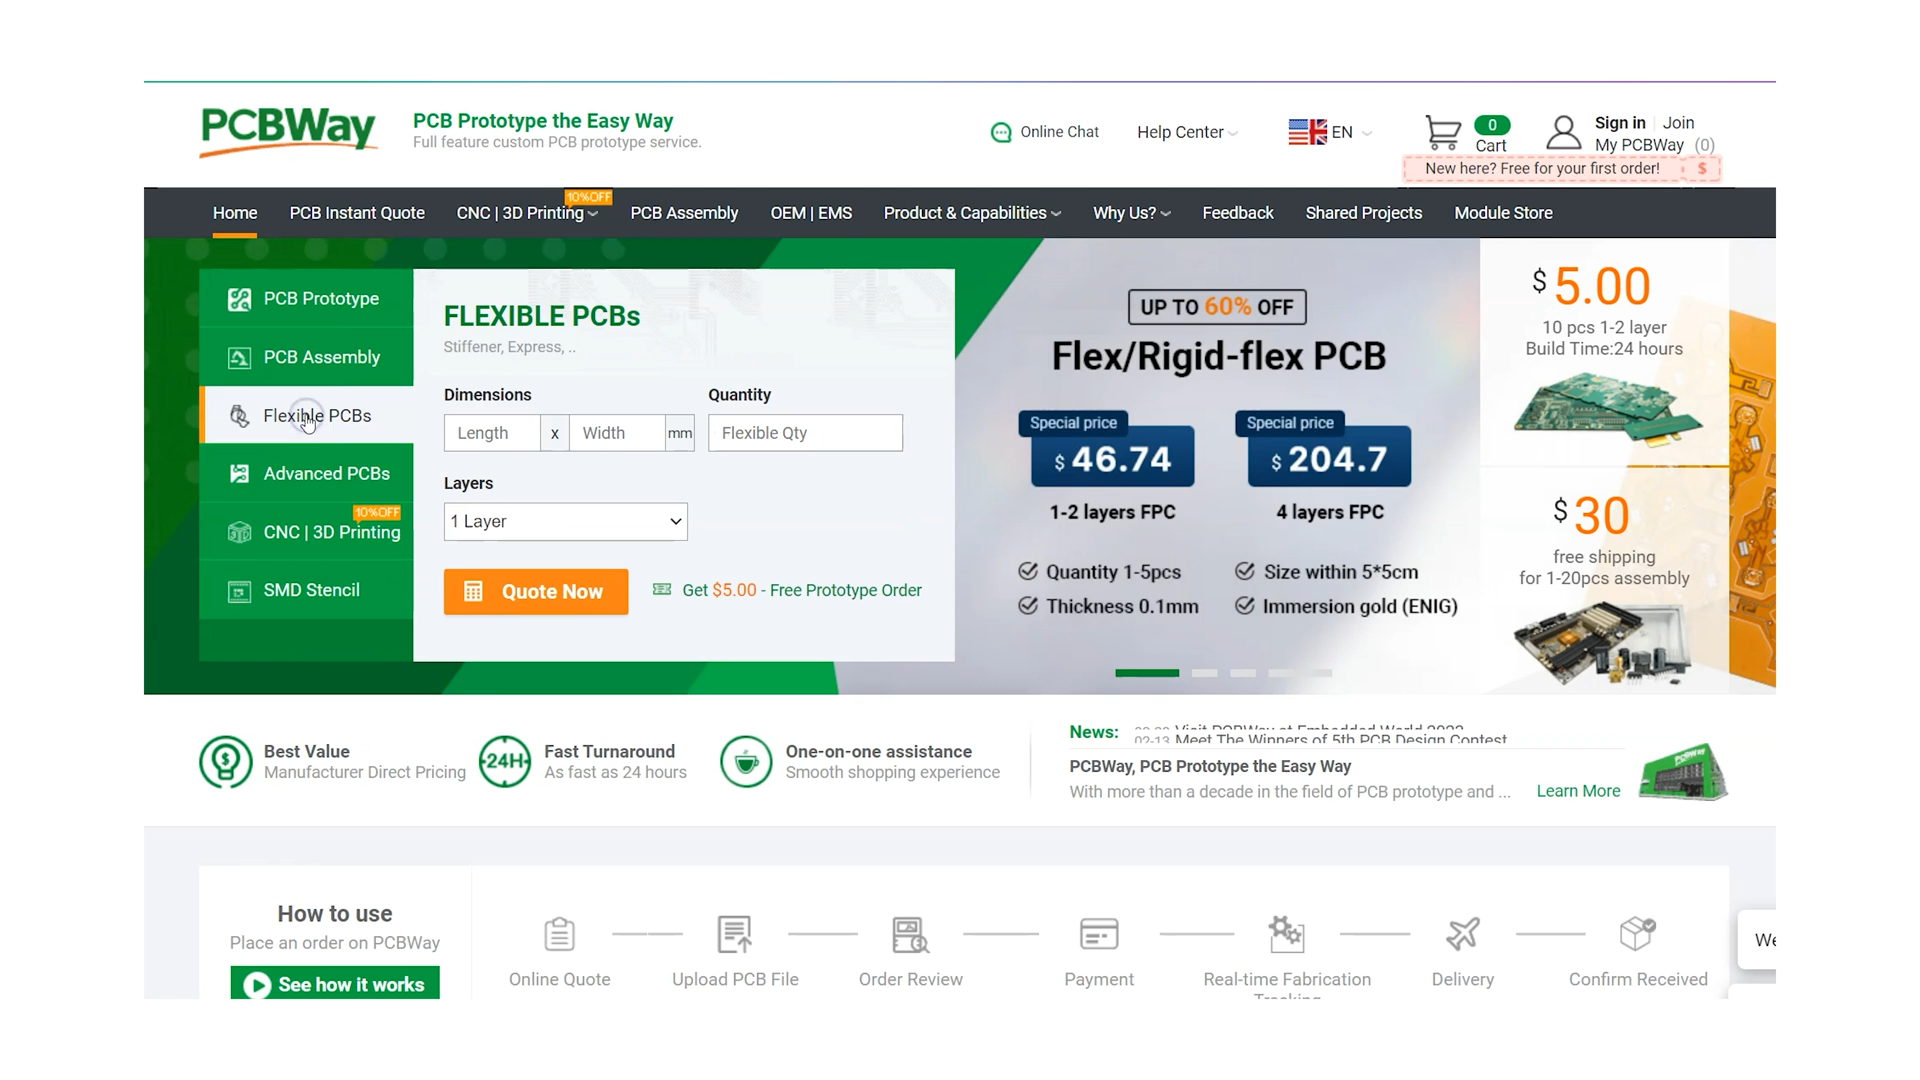 PCBWay
PCB Prototype the Easy Way
Full feature custom PCB prototype service.
Online Chat
Help Center
EN
0
Cart
Sign in | Join
My PCBWay (0)
New here? Free for your first order! $
10%OFF
Home
PCB Instant Quote
CNC | 3D Printing
PCB Assembly
OEM | EMS
Product & Capabilities
Why Us?
Feedback
Shared Projects
Module Store
PCB Prototype
PCB Assembly
Flexible PCBs
Advanced PCBs
10%OFF
CNC | 3D Printing
SMD Stencil
FLEXIBLE PCBs
Stiffener, Express, ..
Dimensions
Quantity
Length x Width mm
Flexible Qty
Layers
1 Layer
Quote Now
Get $5.00 - Free Prototype Order
UP TO 60% OFF
Flex/Rigid-flex PCB
Special price
$ 46.74
1-2 layers FPC
Special price
$ 204.7
4 layers FPC
Quantity 1-5pcs
Size within 5*5cm
Thickness 0.1mm
Immersion gold (ENIG)
$ 5.00
10 pcs 1-2 layer
Build Time:24 hours
$ 30
free shipping
for 1-20pcs assembly
Best Value
Manufacturer Direct Pricing
24H
Fast Turnaround
As fast as 24 hours
One-on-one assistance
Smooth shopping experience
News:
Visit PCBWay at Embedded World 2023
02-13 Meet The Winners of 5th PCB Design Contest
PCBWay, PCB Prototype the Easy Way
With more than a decade in the field of PCB prototype and ...
Learn More
How to use
Place an order on PCBWay
See how it works
Online Quote
Upload PCB File
Order Review
Payment
Real-time Fabrication
Tracking
Delivery
Confirm Received
We